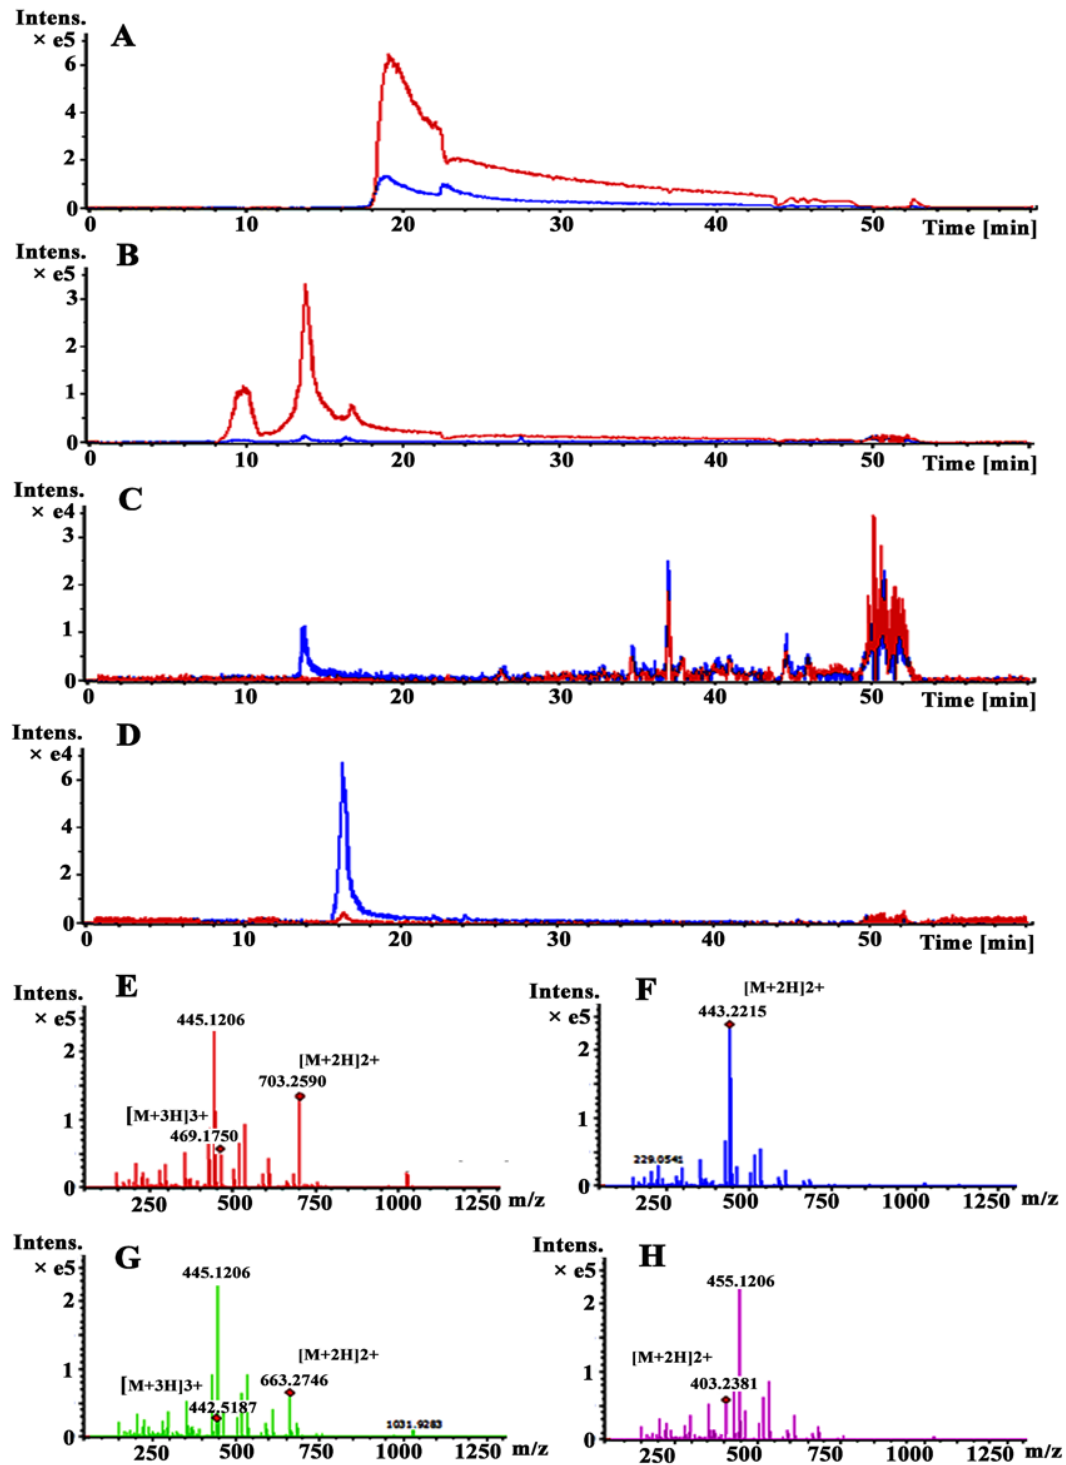 Intens.
× e5
A
6
4
2
0
0 10 20 30 40 50
Time [min]
Intens.
× e5
B
3
2
1
0
0 10 20 30 40 50
Time [min]
Intens.
× e4
C
3
2
1
0
0 10 20 30 40 50
Time [min]
Intens.
× e4
D
6
4
2
0
0 10 20 30 40 50
Time [min]
Intens.
× e5
E
445.1206
[M+2H]2+
703.2590
[M+3H]3+
469.1750
2
1
0
250 500 750 1000 1250 m/z
Intens.
× e5
F
[M+2H]2+
443.2215
229.0541
2
1
0
250 500 750 1000 1250 m/z
Intens.
× e5
G
445.1206
[M+2H]2+
663.2746
[M+3H]3+
442.5187
1031.9283
2
1
0
250 500 750 1000 1250 m/z
Intens.
× e5
H
455.1206
[M+2H]2+
403.2381
2
1
0
250 500 750 1000 1250 m/z